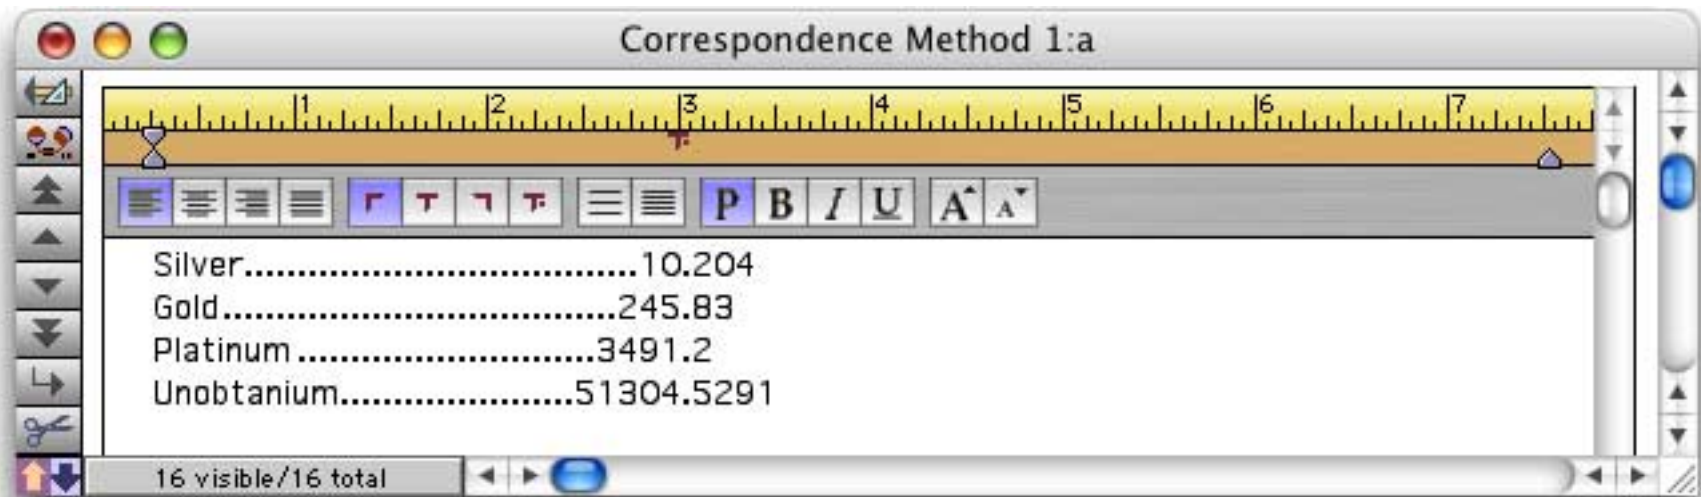 Correspondence Method 1:a
1 2 3 4 5 6 7
P B I U A A
Silver.....................................10.204
Gold.....................................245.83
Platinum............................3491.2
Unobtanium......................51304.5291
16 visible/16 total